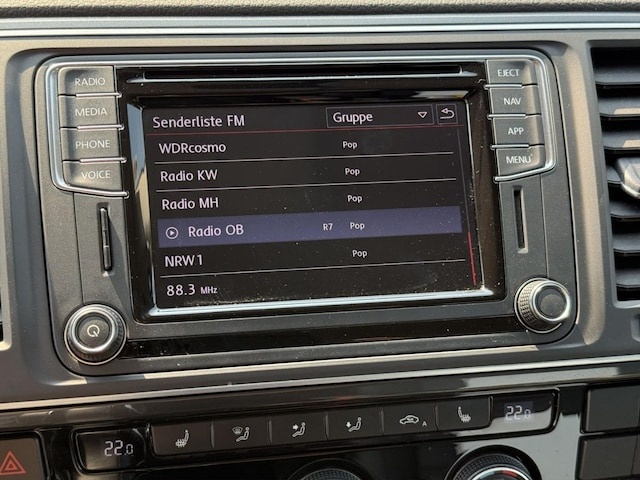 RADIO
MEDIA
PHONE
VOICE
EJECT
NAV
APP
MENU
Senderliste FM Gruppe
WDRcosmo Pop
Radio KW Pop
Radio MH Pop
Radio OB R7 Pop
NRW1 Pop
88.3 MHz
22.0 A 22.0